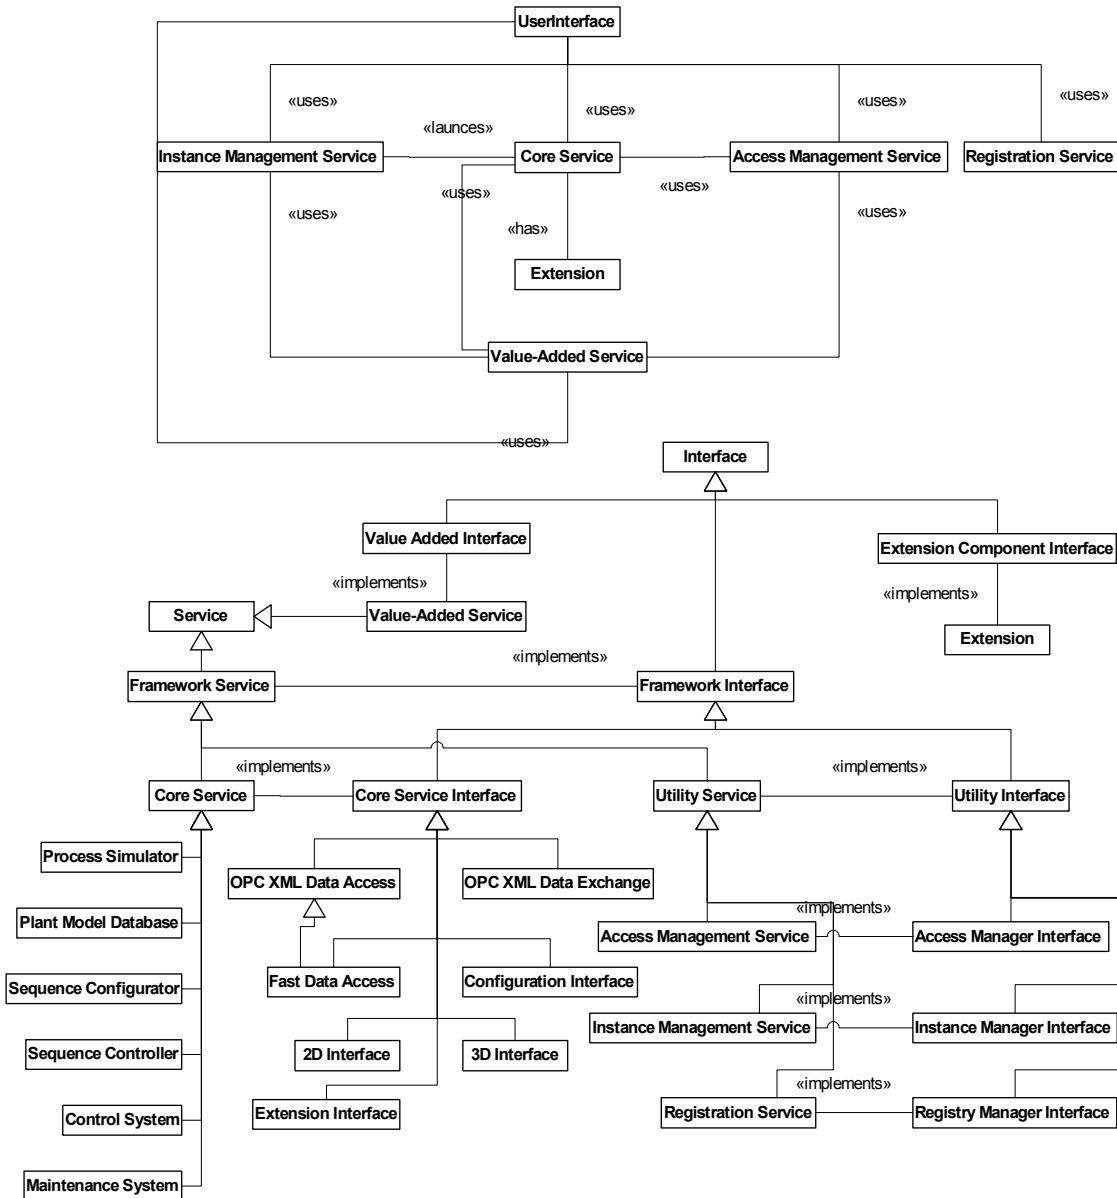 UserInterface
«uses»
«uses»
«uses»
«uses»
«launces»
Instance Management Service
Core Service
Access Management Service
Registration Service
«uses»
«uses»
«uses»
«uses»
«has»
Extension
Value-Added Service
«uses»
Interface
Value Added Interface
Extension Component Interface
«implements»
«implements»
Service
Value-Added Service
Extension
«implements»
Framework Service
Framework Interface
«implements»
«implements»
Core Service
Core Service Interface
Utility Service
Utility Interface
Process Simulator
OPC XML Data Access
OPC XML Data Exchange
«implements»
Plant Model Database
Access Management Service
Access Manager Interface
Sequence Configurator
Fast Data Access
Configuration Interface
«implements»
Instance Management Service
Instance Manager Interface
Sequence Controller
2D Interface
3D Interface
«implements»
Control System
Extension Interface
Registration Service
Registry Manager Interface
Maintenance System